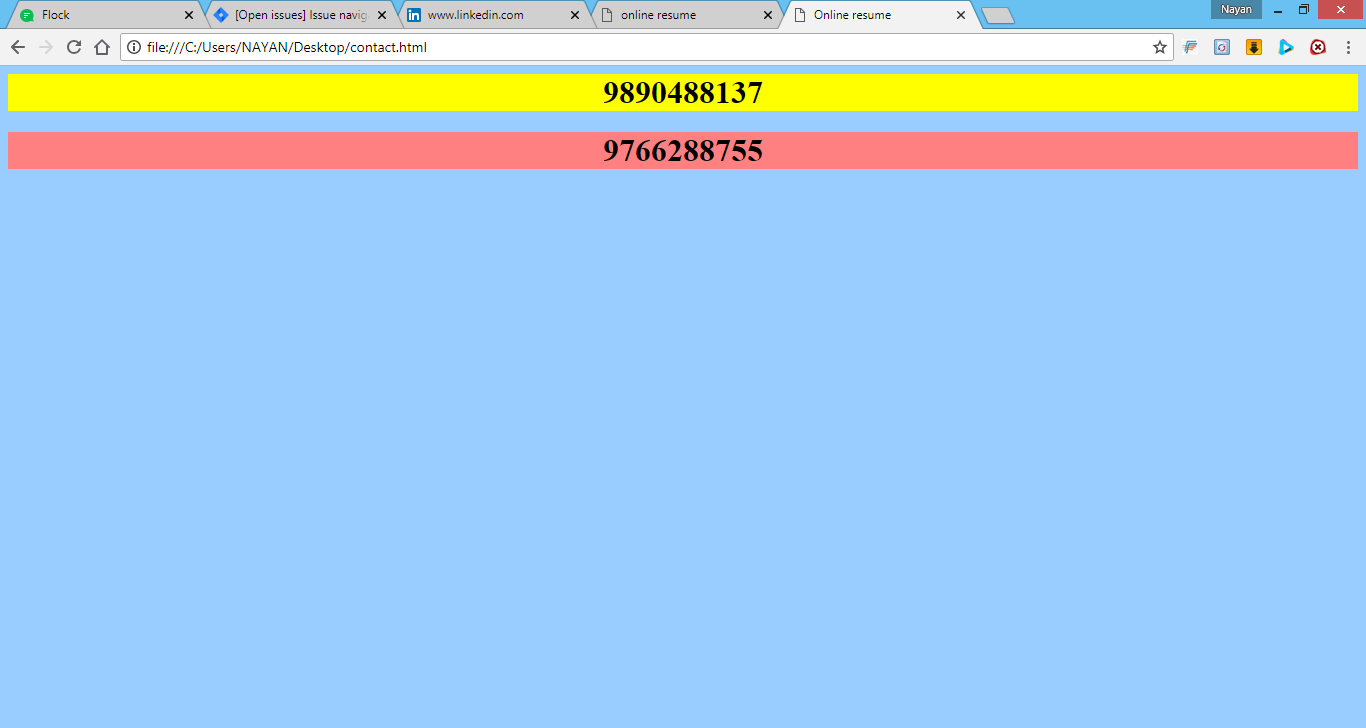 Flock
[Open issues] Issue navig
www.linkedin.com
online resume
Online resume
Nayan
file:///C:/Users/NAYAN/Desktop/contact.html
9890488137
9766288755